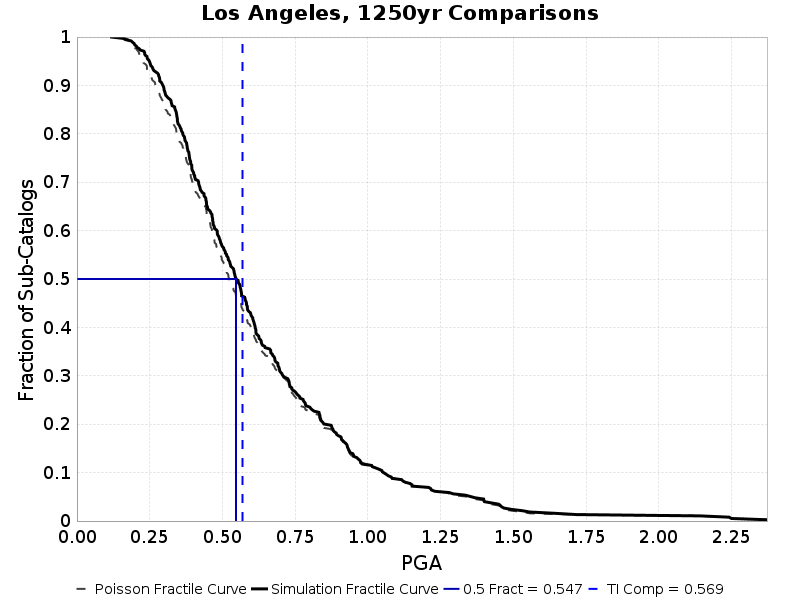 Los Angeles, 1250yr Comparisons
Fraction of Sub-Catalogs
1
0.9
0.8
0.7
0.6
0.5
0.4
0.3
0.2
0.1
0
0.00 0.25 0.50 0.75 1.00 1.25 1.50 1.75 2.00 2.25
PGA
Poisson Fractile Curve Simulation Fractile Curve 0.5 Fract = 0.547 TI Comp = 0.569